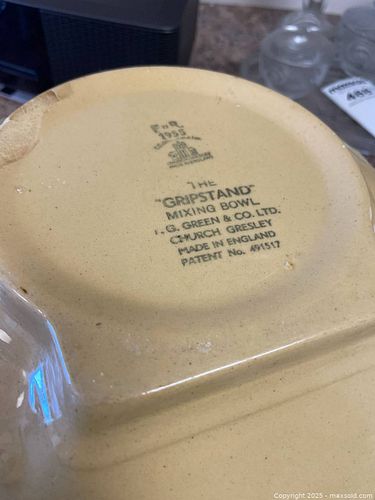 1955
THE
"GRIPSTAND"
MIXING BOWL
. G. GREEN & CO. LTD.
CHURCH GRESLEY
MADE IN ENGLAND
PATENT No. 491517
Copyright 2025 - maxsold.com